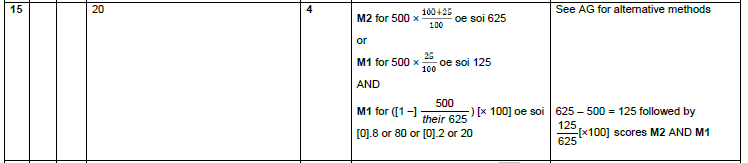 15 20 4 M2 for 500 × 100+25/100 oe soi 625 See AG for alternative methods
or
M1 for 500 × 25/100 oe soi 125
AND
M1 for ([1 –] 500/their 625) [× 100] oe soi 625 – 500 = 125 followed by
[0].8 or 80 or [0].2 or 20 125/625[×100] scores M2 AND M1